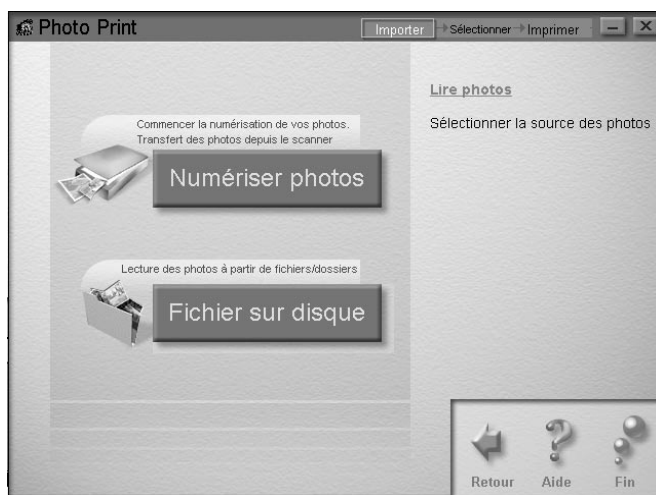 Photo Print
Importer Sélectionner Imprimer
Lire photos
Sélectionner la source des photos
Commencer la numérisation de vos photos.
Transfert des photos depuis le scanner
Numériser photos
Lecture des photos à partir de fichiers/dossiers
Fichier sur disque
Retour Aide Fin